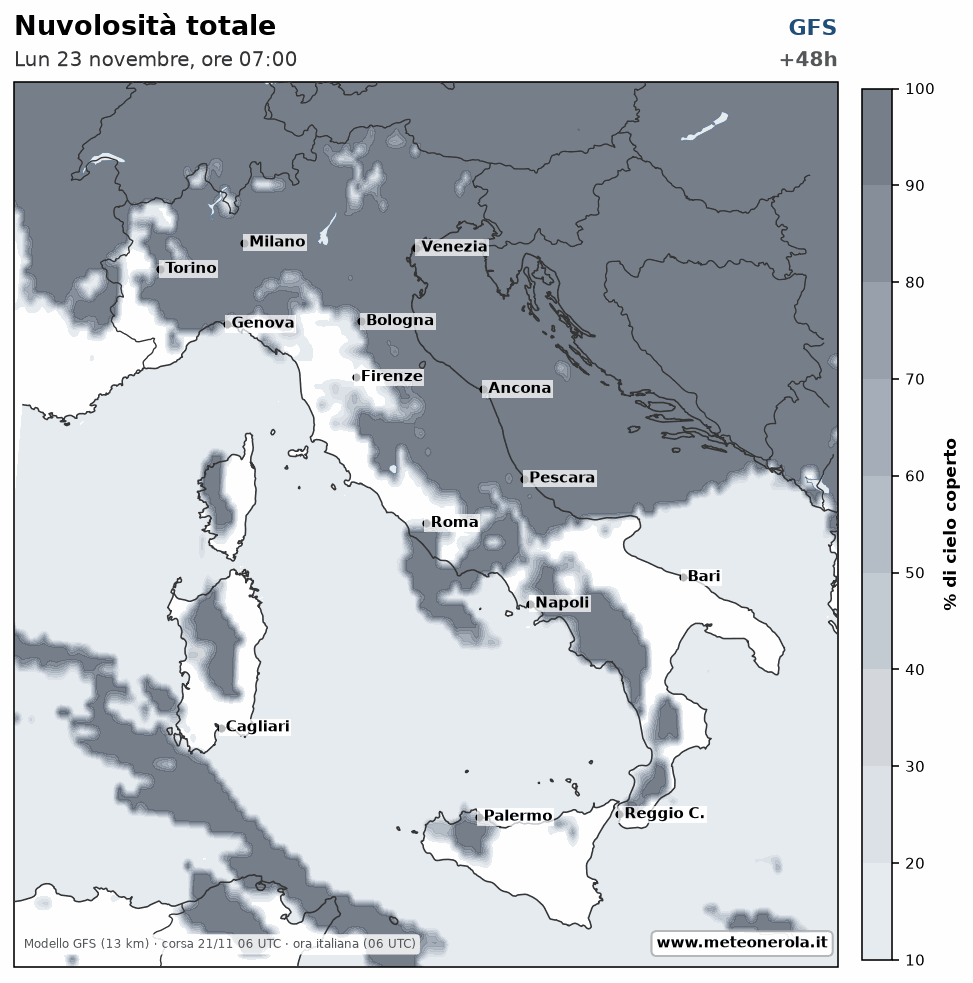 Nuvolosità totale
GFS
Lun 23 novembre, ore 07:00
+48h
100
90
80
70
60
50
40
30
20
10
% di cielo coperto
Milano
Venezia
Torino
Genova
Bologna
Firenze
Ancona
Pescara
Roma
Bari
Napoli
Cagliari
Palermo
Reggio C.
Modello GFS (13 km) · corsa 21/11 06 UTC · ora italiana (06 UTC)
www.meteonerola.it